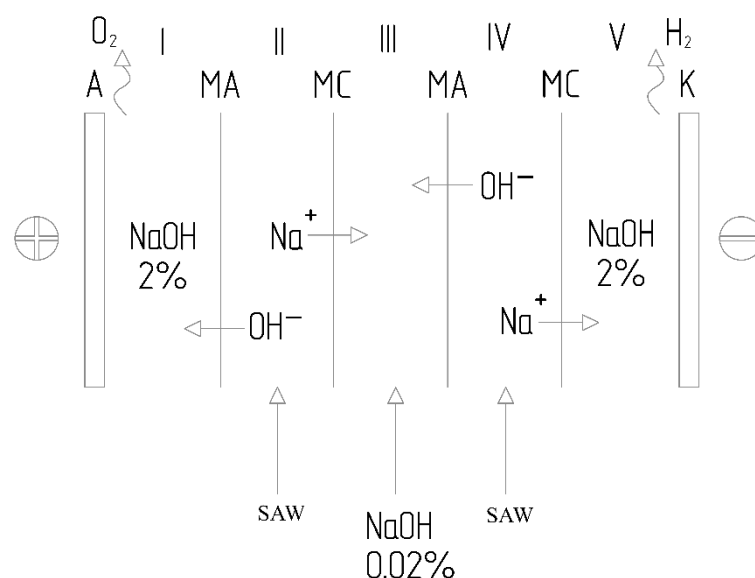 O₂ I II III IV V H₂
A MA MC MA MC K
OH⁻
NaOH
2%
Na⁺
NaOH
2%
OH⁻
Na⁺
SAW
NaOH
0.02%
SAW